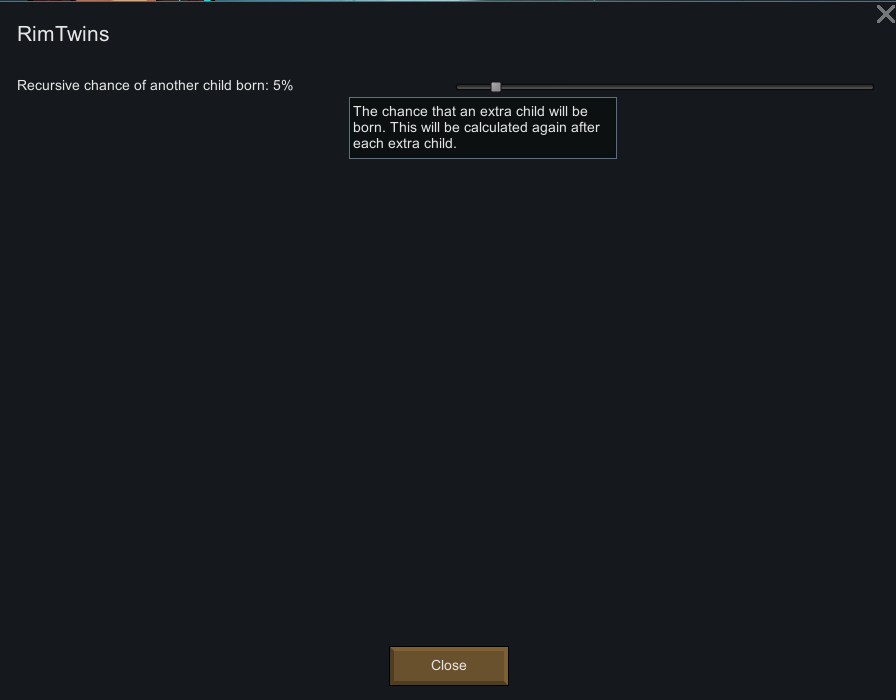 RimTwins
Recursive chance of another child born: 5%
The chance that an extra child will be
born. This will be calculated again after
each extra child.
Close